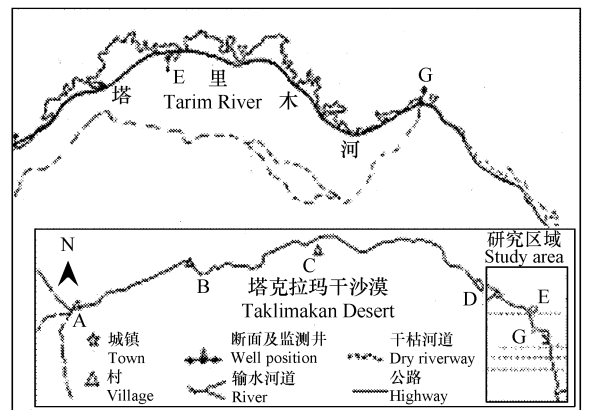 G
E
塔 里 木 河
Tarim River
N
研究区域
Study area
A
B
C
D
E
G
塔克拉玛干沙漠
Taklimakan Desert
城镇
Town
断面及监测井
Well position
干枯河道
Dry riverway
村
Village
输水河道
River
公路
Highway